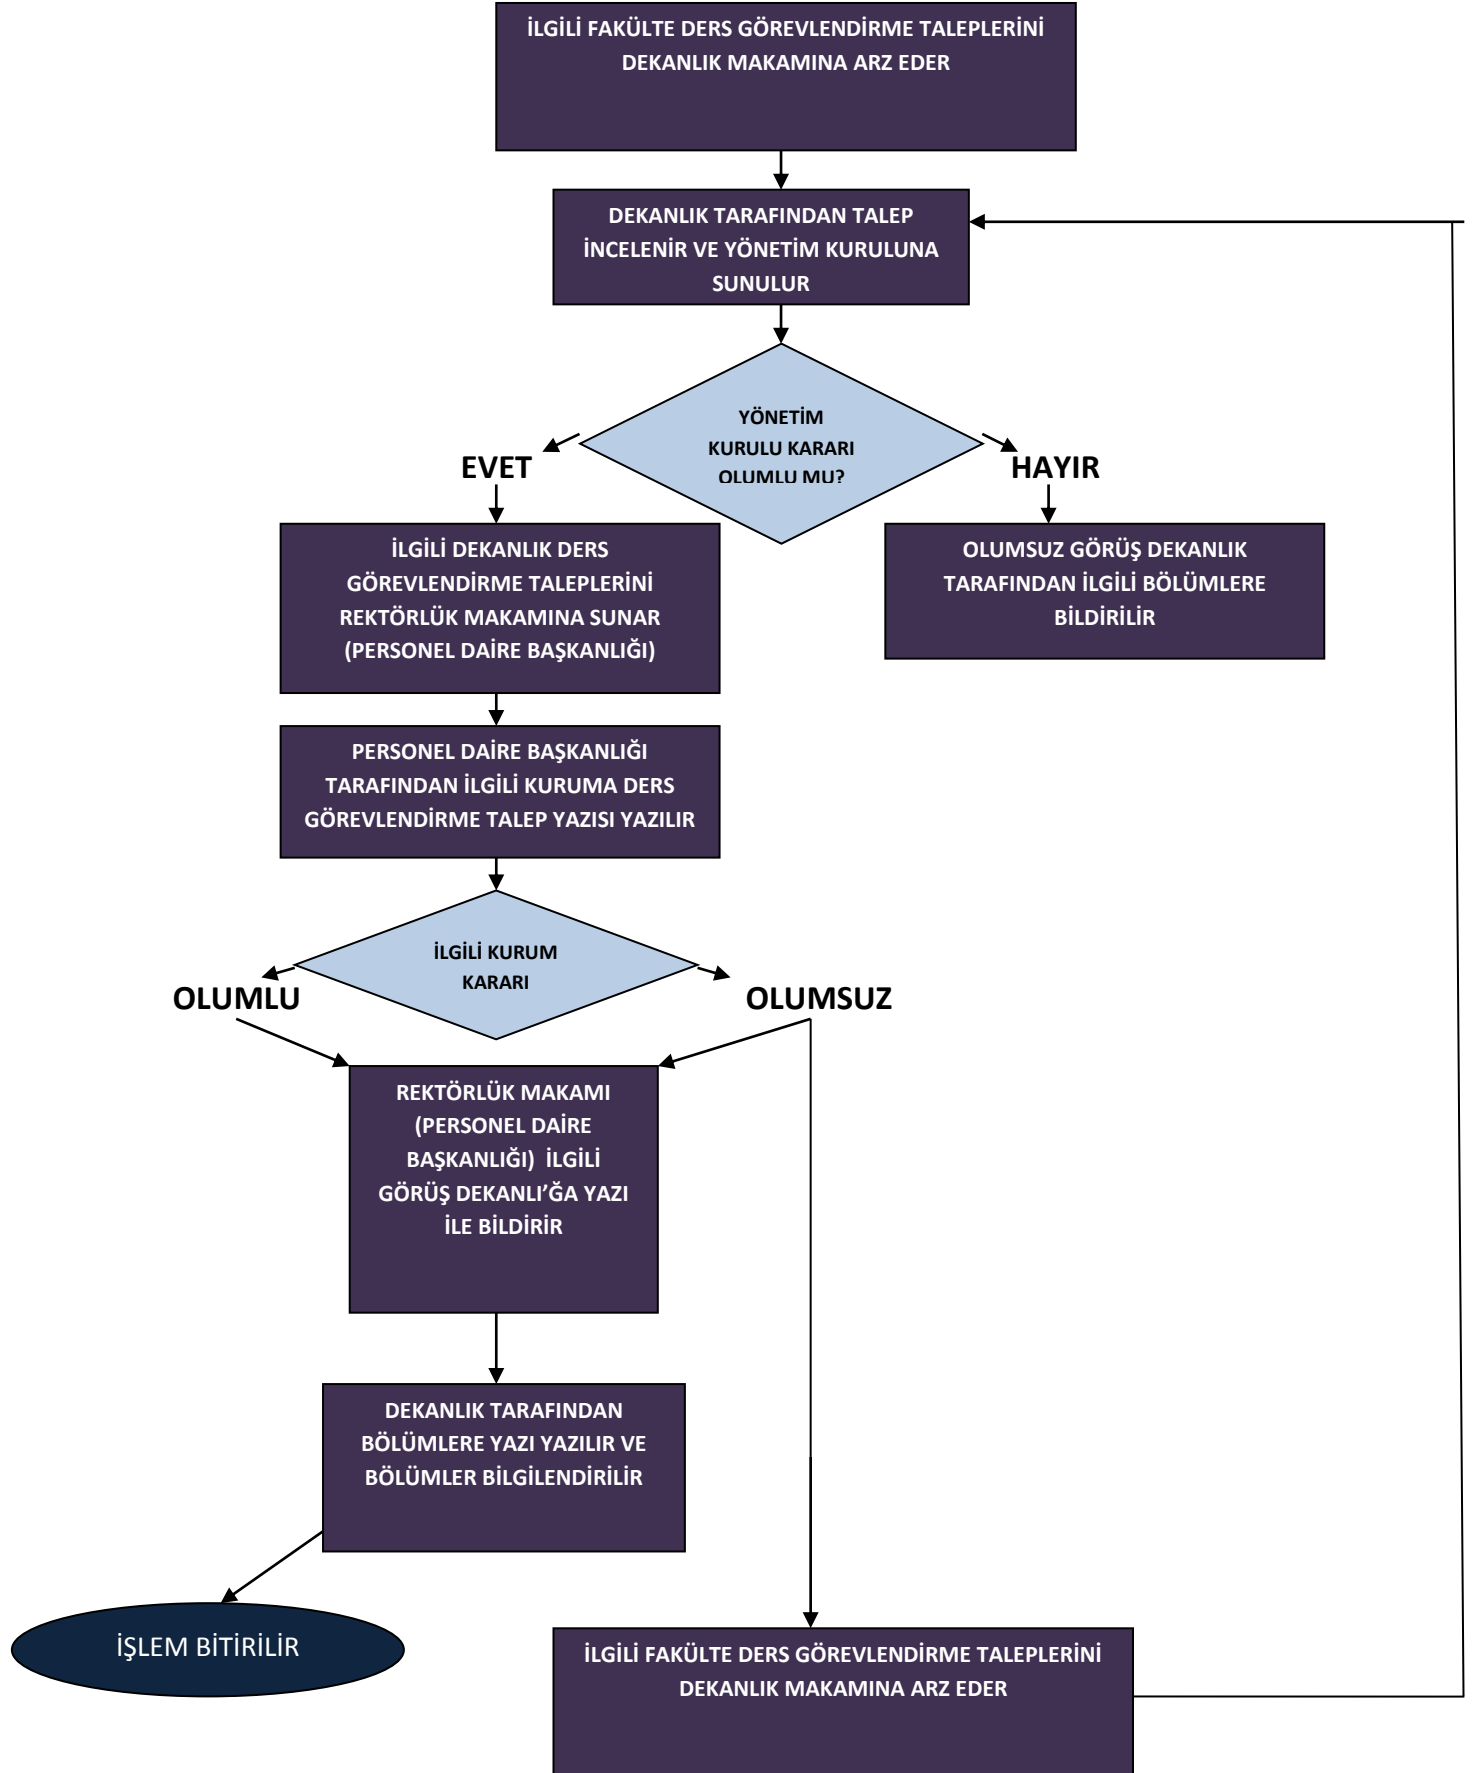 İLGİLİ FAKÜLTE DERS GÖREVLENDİRME TALEPLERİNİ
DEKANLIK MAKAMINA ARZ EDER
DEKANLIK TARAFINDAN TALEP
İNCELENİR VE YÖNETİM KURULUNA
SUNULUR
YÖNETİM
KURULU KARARI
OLUMLU MU?
EVET
HAYIR
İLGİLİ DEKANLIK DERS
GÖREVLENDİRME TALEPLERİNİ
REKTÖRLÜK MAKAMINA SUNAR
(PERSONEL DAİRE BAŞKANLIĞI)
OLUMSUZ GÖRÜŞ DEKANLIK
TARAFINDAN İLGİLİ BÖLÜMLERE
BİLDİRİLİR
PERSONEL DAİRE BAŞKANLIĞI
TARAFINDAN İLGİLİ KURUMA DERS
GÖREVLENDİRME TALEP YAZISI YAZILIR
İLGİLİ KURUM
KARARI
OLUMLU
OLUMSUZ
REKTÖRLÜK MAKAMI
(PERSONEL DAİRE
BAŞKANLIĞI)  İLGİLİ
GÖRÜŞ DEKANLI’ĞA YAZI
İLE BİLDİRİR
DEKANLIK TARAFINDAN
BÖLÜMLERE YAZI YAZILIR VE
BÖLÜMLER BİLGİLENDİRİLİR
İŞLEM BİTİRİLİR
İLGİLİ FAKÜLTE DERS GÖREVLENDİRME TALEPLERİNİ
DEKANLIK MAKAMINA ARZ EDER